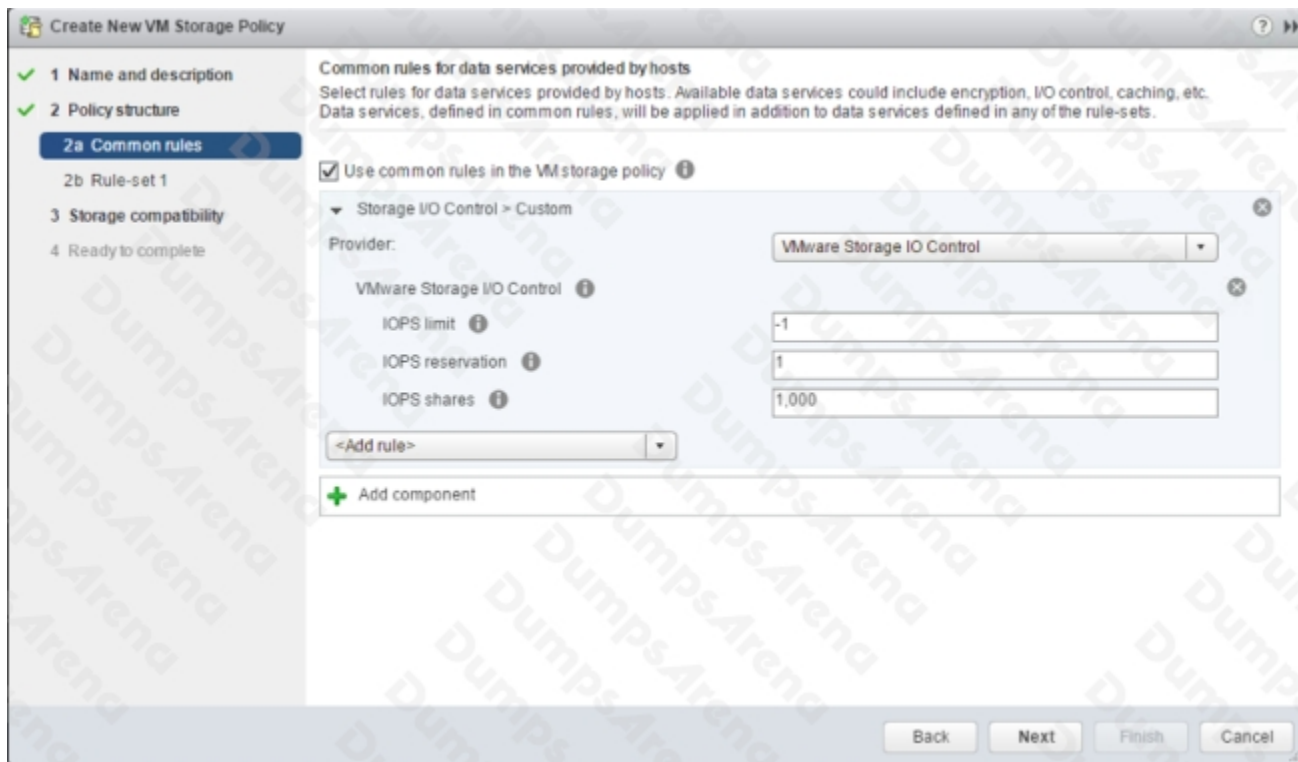 Create New VM Storage Policy
1 Name and description
2 Policy structure
2a Common rules
2b Rule-set 1
3 Storage compatibility
4 Ready to complete
Common rules for data services provided by hosts
Select rules for data services provided by hosts. Available data services could include encryption, I/O control, caching, etc.
Data services, defined in common rules, will be applied in addition to data services defined in any of the rule-sets.
Use common rules in the VM storage policy
Storage I/O Control > Custom
Provider: VMware Storage IO Control
VMware Storage I/O Control
IOPS limit -1
IOPS reservation 1
IOPS shares 1,000
<Add rule>
Add component
Back Next Finish Cancel
DumpsArena